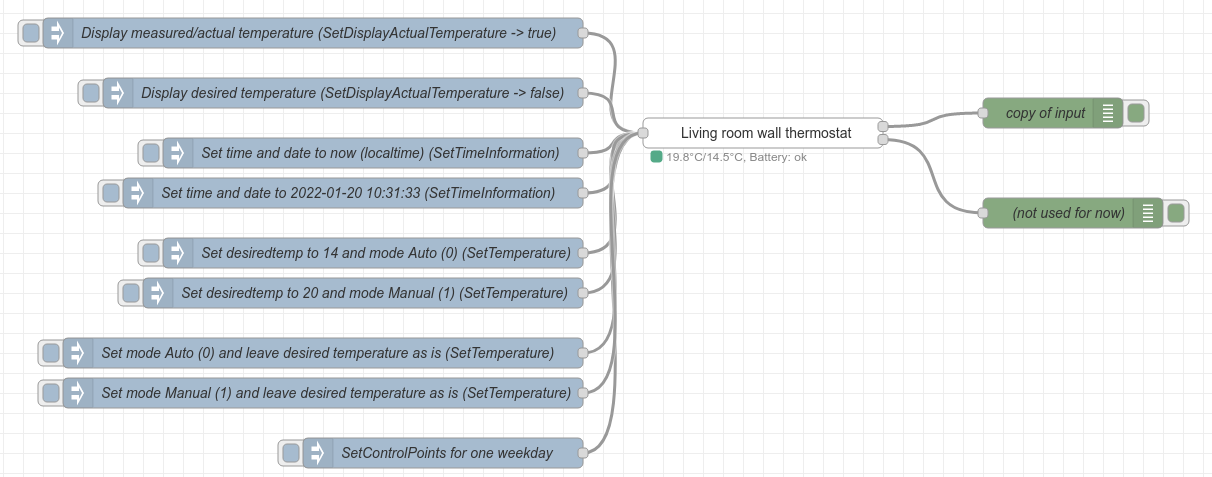 Display measured/actual temperature (SetDisplayActualTemperature -> true)
Display desired temperature (SetDisplayActualTemperature -> false)
Set time and date to now (localtime) (SetTimeInformation)
Set time and date to 2022-01-20 10:31:33 (SetTimeInformation)
Set desiredtemp to 14 and mode Auto (0) (SetTemperature)
Set desiredtemp to 20 and mode Manual (1) (SetTemperature)
Set mode Auto (0) and leave desired temperature as is (SetTemperature)
Set mode Manual (1) and leave desired temperature as is (SetTemperature)
SetControlPoints for one weekday
Living room wall thermostat
19.8°C/14.5°C, Battery: ok
copy of input
(not used for now)